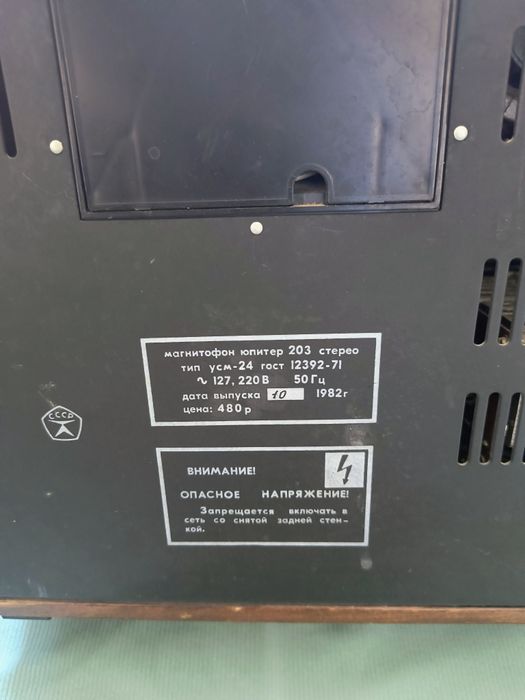 магнитофон юпитер 203 стерео
тип усм-24 гост 12392-71
~ 127, 220 В 50 Гц
дата выпуска 10 1982г
цена: 480 р
СССР
ВНИМАНИЕ!
ОПАСНОЕ НАПРЯЖЕНИЕ!
Запрещается включать в
сеть со снятой задней стен-
кой.